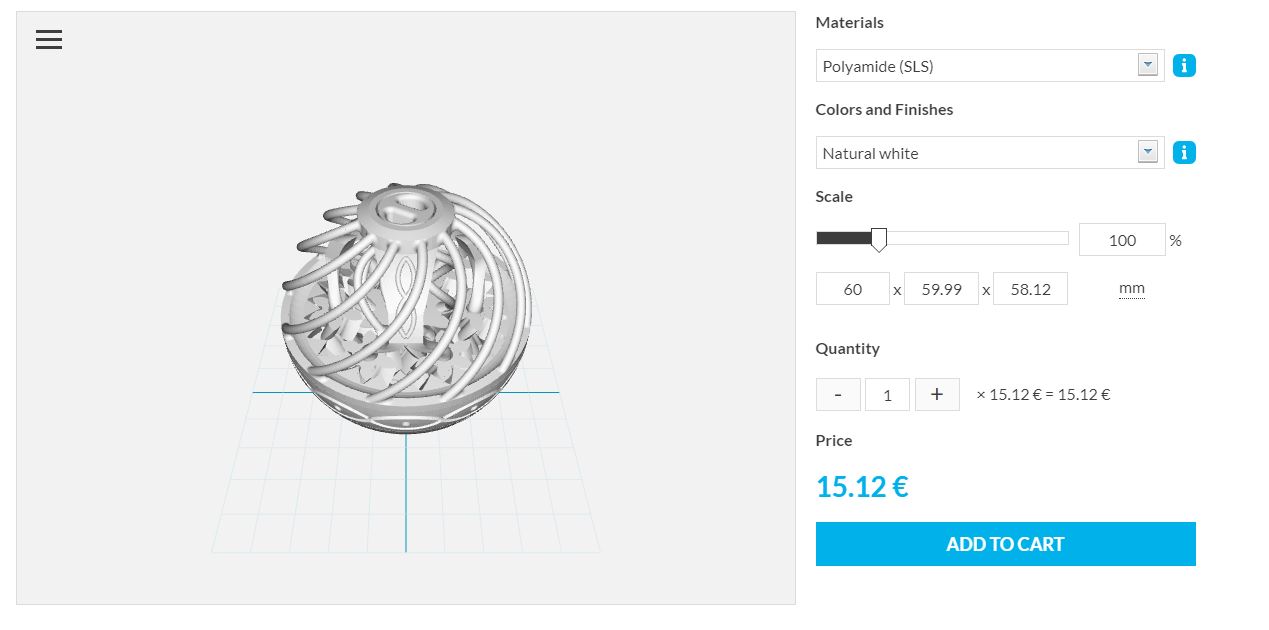 Materials
Polyamide (SLS)
i
Colors and Finishes
Natural white
i
Scale
100 %
60 x 59.99 x 58.12 mm
Quantity
- 1 + × 15.12 € = 15.12 €
Price
15.12 €
ADD TO CART